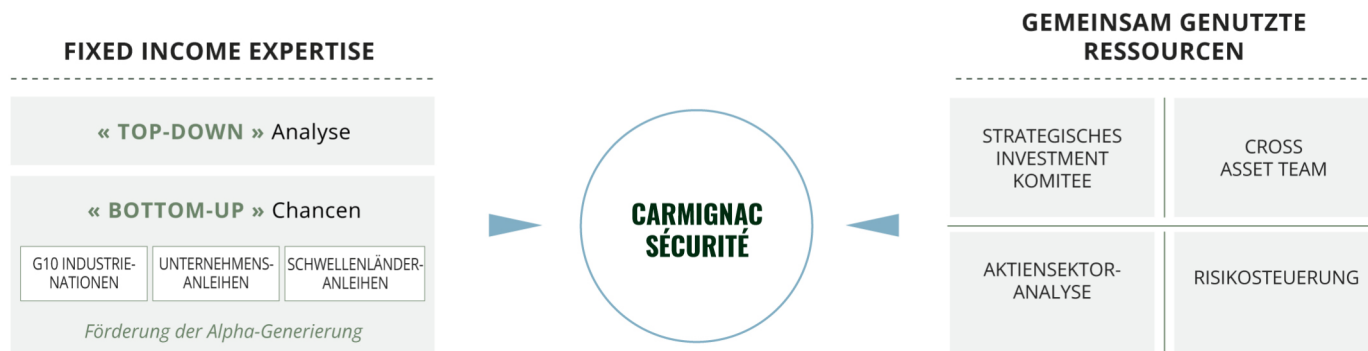 FIXED INCOME EXPERTISE
« TOP-DOWN » Analyse
« BOTTOM-UP » Chancen
G10 INDUSTRIE-
NATIONEN
UNTERNEHMENS-
ANLEIHEN
SCHWELLENLÄNDER-
ANLEIHEN
Förderung der Alpha-Generierung
CARMIGNAC
SÉCURITÉ
GEMEINSAM GENUTZTE
RESSOURCEN
STRATEGISCHES
INVESTMENT
KOMITEE
CROSS
ASSET TEAM
AKTIENSEKTOR-
ANALYSE
RISIKOSTEUERUNG